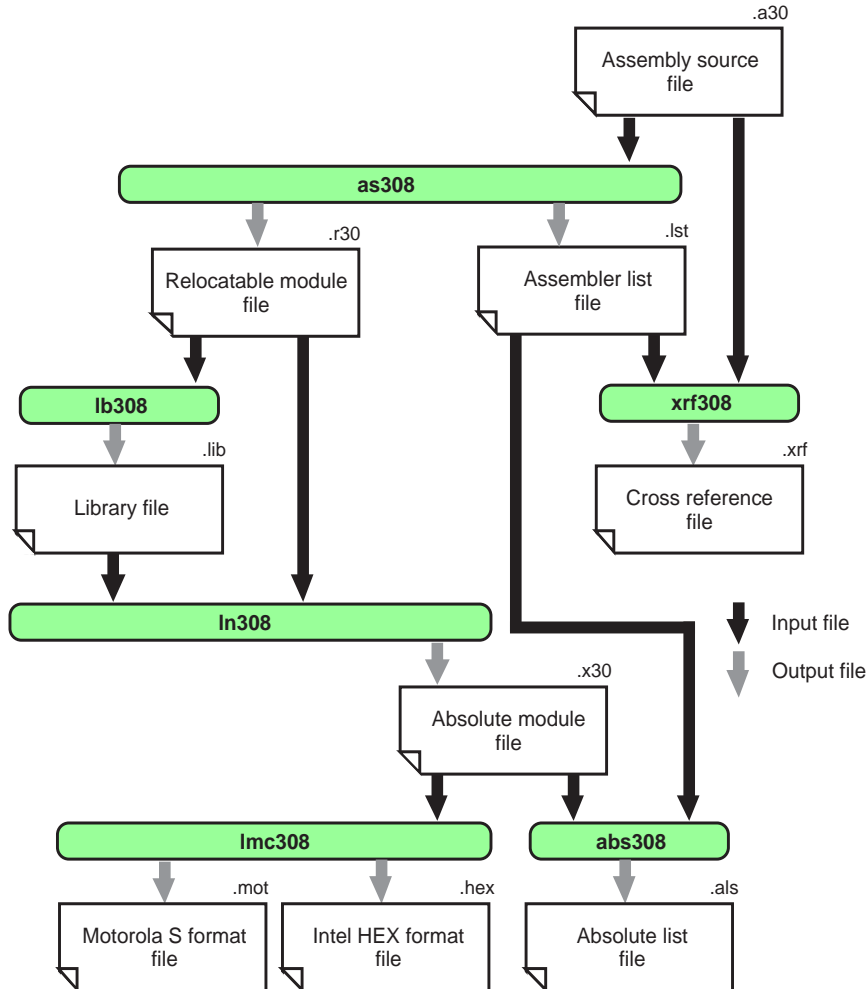 .a30
Assembly source
file
as308
.r30
.lst
Relocatable module
file
Assembler list
file
lb308
xrf308
.lib
.xrf
Library file
Cross reference
file
ln308
Input file
Output file
.x30
Absolute module
file
lmc308
abs308
.mot
.hex
.als
Motorola S format
file
Intel HEX format
file
Absolute list
file